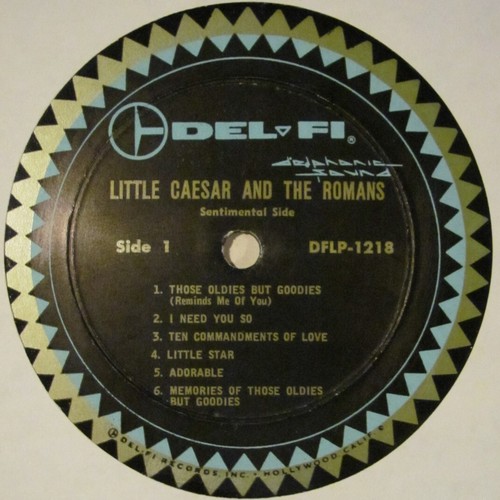 DEL-FI®
delphonic sound
LITTLE CAESAR AND THE ROMANS
Sentimental Side
Side 1
DFLP-1218
1. THOSE OLDIES BUT GOODIES
(Reminds Me Of You)
2. I NEED YOU SO
3. TEN COMMANDMENTS OF LOVE
4. LITTLE STAR
5. ADORABLE
6. MEMORIES OF THOSE OLDIES
BUT GOODIES
© DEL-FI RECORDS, INC. • HOLLYWOOD, CALIF.